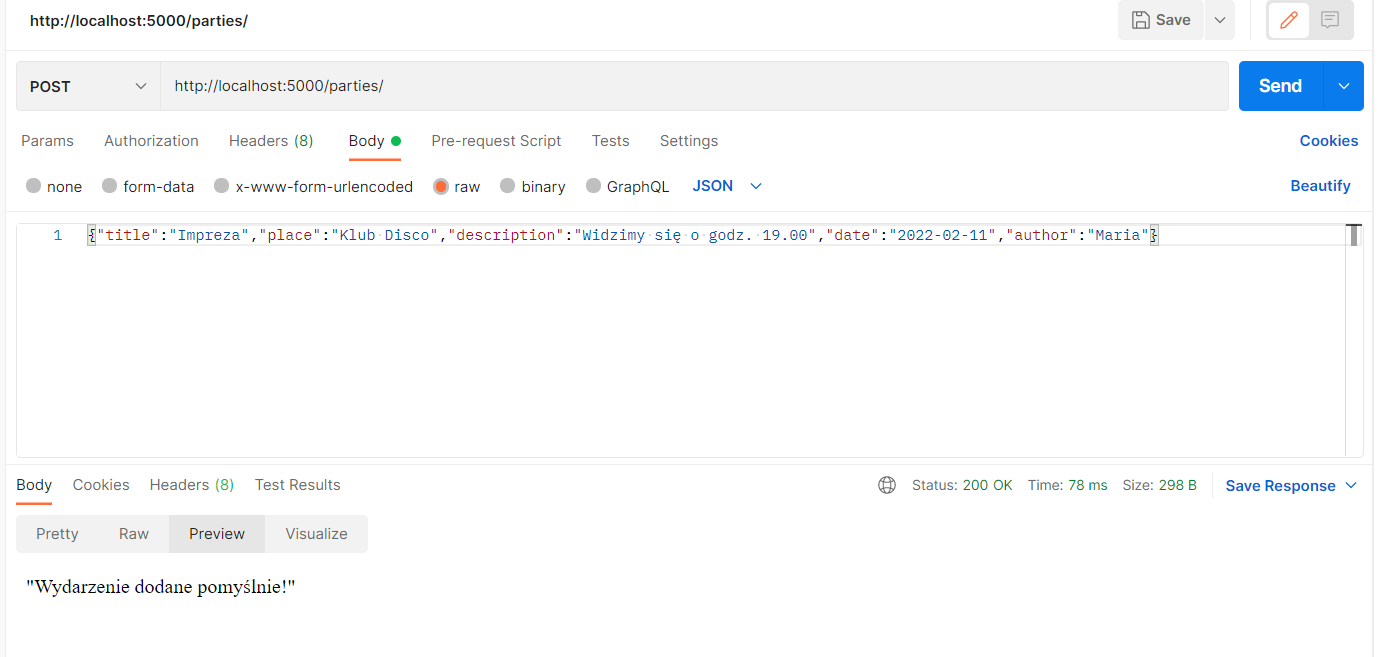 http://localhost:5000/parties/ Save
POST http://localhost:5000/parties/ Send
Params Authorization Headers (8) Body Pre-request Script Tests Settings Cookies
none form-data x-www-form-urlencoded raw binary GraphQL JSON Beautify
1 {"title":"Impreza","place":"Klub Disco","description":"Widzimy się o godz. 19.00","date":"2022-02-11","author":"Maria"}
Body Cookies Headers (8) Test Results Status: 200 OK Time: 78 ms Size: 298 B Save Response
Pretty Raw Preview Visualize
"Wydarzenie dodane pomyślnie!"